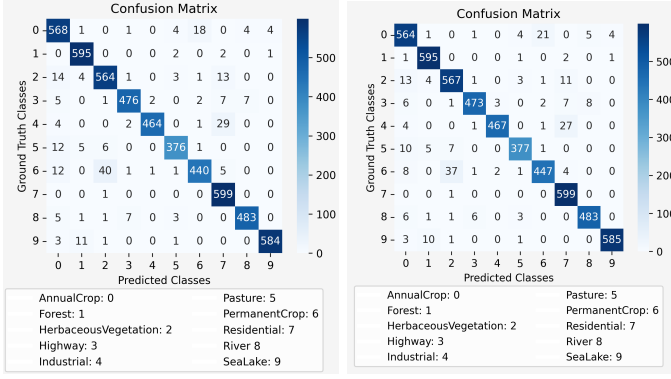 Confusion Matrix
0 568 1 0 1 0 4 18 0 4 4
1 0 595 0 0 0 2 0 2 0 1
2 14 4 564 1 0 3 1 13 0 0
3 5 0 1 476 2 0 2 7 7 0
4 4 0 0 2 464 0 1 29 0 0
5 12 5 6 0 0 376 1 0 0 0
6 12 0 40 1 0 1 440 5 0 0
7 0 0 1 0 0 0 0 599 0 0
8 5 1 1 7 0 3 0 0 483 0
9 3 11 1 0 0 1 0 0 0 584
0 1 2 3 4 5 6 7 8 9
Ground Truth Classes
Predicted Classes
500
400
300
200
100
0
AnnualCrop: 0 Pasture: 5
Forest: 1 PermanentCrop: 6
HerbaceousVegetation: 2 Residential: 7
Highway: 3 River 8
Industrial: 4 SeaLake: 9
Confusion Matrix
0 564 1 0 1 0 4 21 0 5 4
1 1 595 0 0 0 1 0 2 0 1
2 13 4 567 1 0 3 1 11 0 0
3 6 0 1 473 3 0 2 7 8 0
4 4 0 0 1 467 0 1 27 0 0
5 10 5 7 0 0 377 1 0 0 0
6 8 0 37 1 2 1 447 4 0 0
7 0 0 1 0 0 0 0 599 0 0
8 6 1 1 6 0 3 0 0 483 0
9 3 10 1 0 0 1 0 0 0 585
0 1 2 3 4 5 6 7 8 9
Ground Truth Classes
Predicted Classes
500
400
300
200
100
0
AnnualCrop: 0 Pasture: 5
Forest: 1 PermanentCrop: 6
HerbaceousVegetation: 2 Residential: 7
Highway: 3 River 8
Industrial: 4 SeaLake: 9